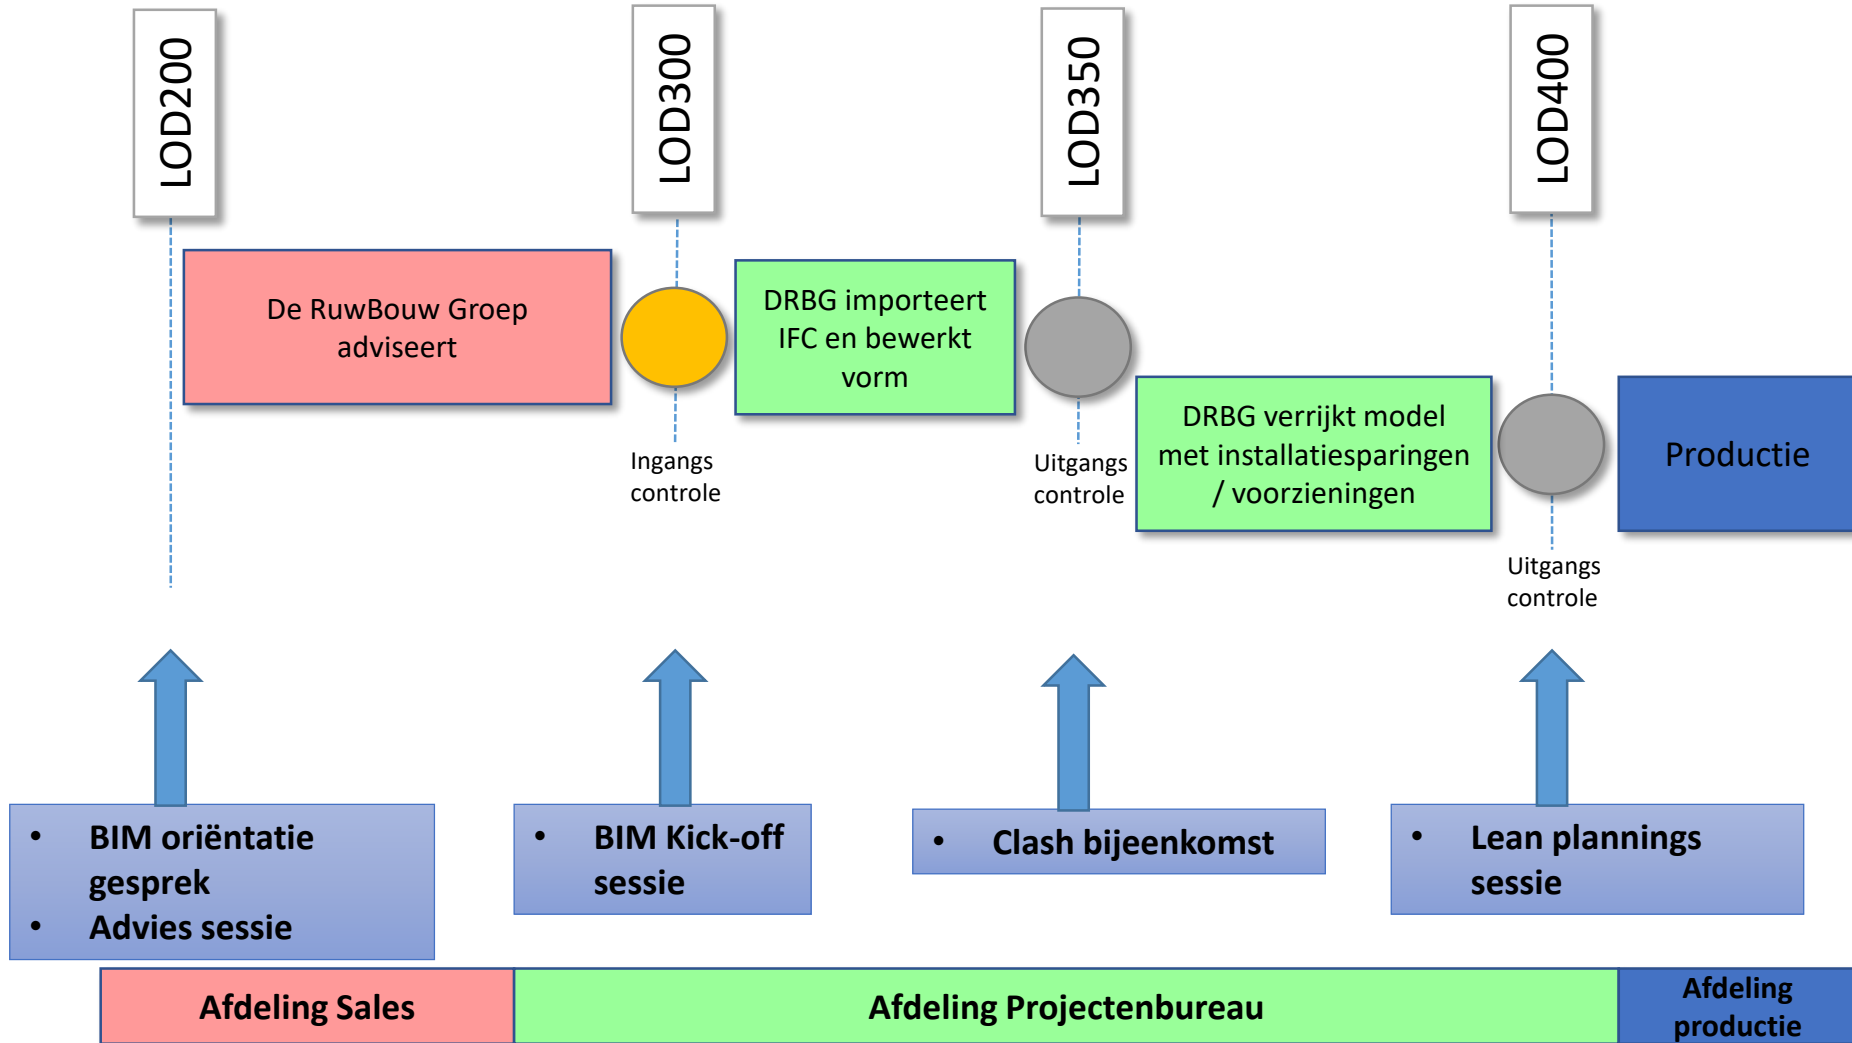 LOD200
LOD300
LOD350
LOD400
De RuwBouw Groep
adviseert
DRBG importeert
IFC en bewerkt
vorm
DRBG verrijkt model
met installatiesparingen
/ voorzieningen
Productie
Ingangs
controle
Uitgangs
controle
Uitgangs
controle
• BIM oriëntatie
gesprek
• Advies sessie
• BIM Kick-off
sessie
• Clash bijeenkomst
• Lean plannings
sessie
Afdeling Sales
Afdeling Projectenbureau
Afdeling
productie